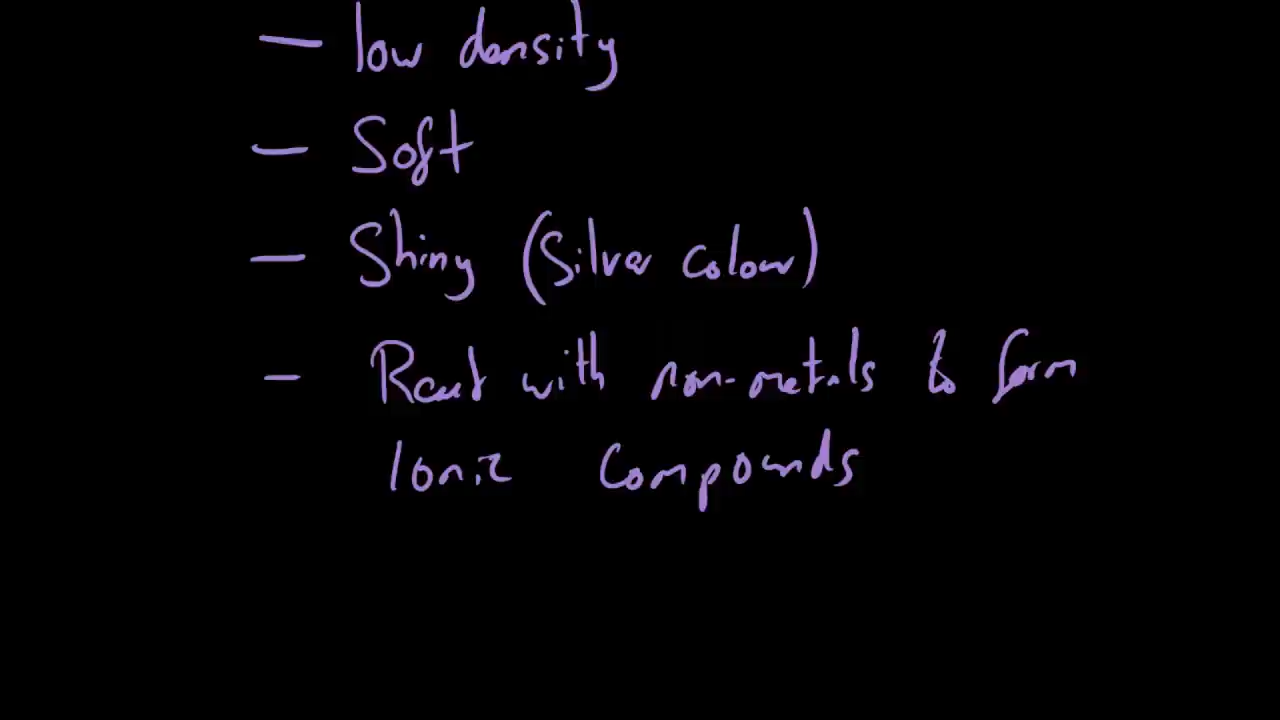 — low density
— Soft
— Shiny (Silver colour)
- React with non-metals to form
Ionic Compounds